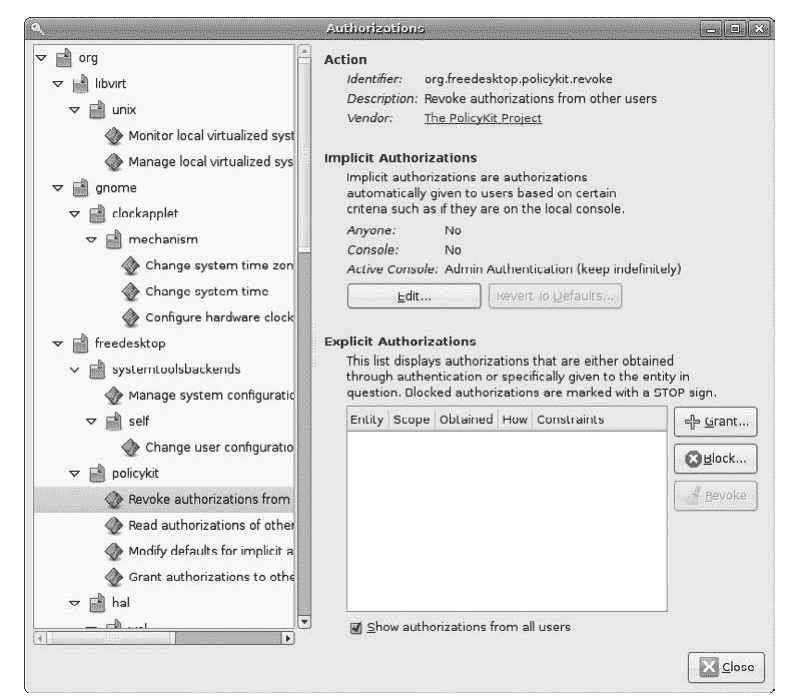 Authorizations
org
libvirt
unix
Monitor local virtualized syst
Manage local virtualized sys
gnome
clockapplet
mechanism
Change system time zon
Change system time
Configure hardware clock
freedesktop
systemtoolsbackends
Manage system configuratic
self
Change user configuratio
policykit
Revoke authorizations from
Read authorizations of other
Modify defaults for implicit a
Grant authorizations to othe
hal
Action
Identifier: org.freedesktop.policykit.revoke
Description: Revoke authorizations from other users
Vendor: The PolicyKit Project
Implicit Authorizations
Implicit authorizations are authorizations
automatically given to users based on certain
criteria such as if they are on the local console.
Anyone: No
Console: No
Active Console: Admin Authentication (keep indefinitely)
Edit... Revert To Defaults...
Explicit Authorizations
This list displays authorizations that are either obtained
through authentication or specifically given to the entity in
question. Blocked authorizations are marked with a STOP sign.
Entity Scope Obtained How Constraints
Grant...
Block...
Revoke
Show authorizations from all users
Close